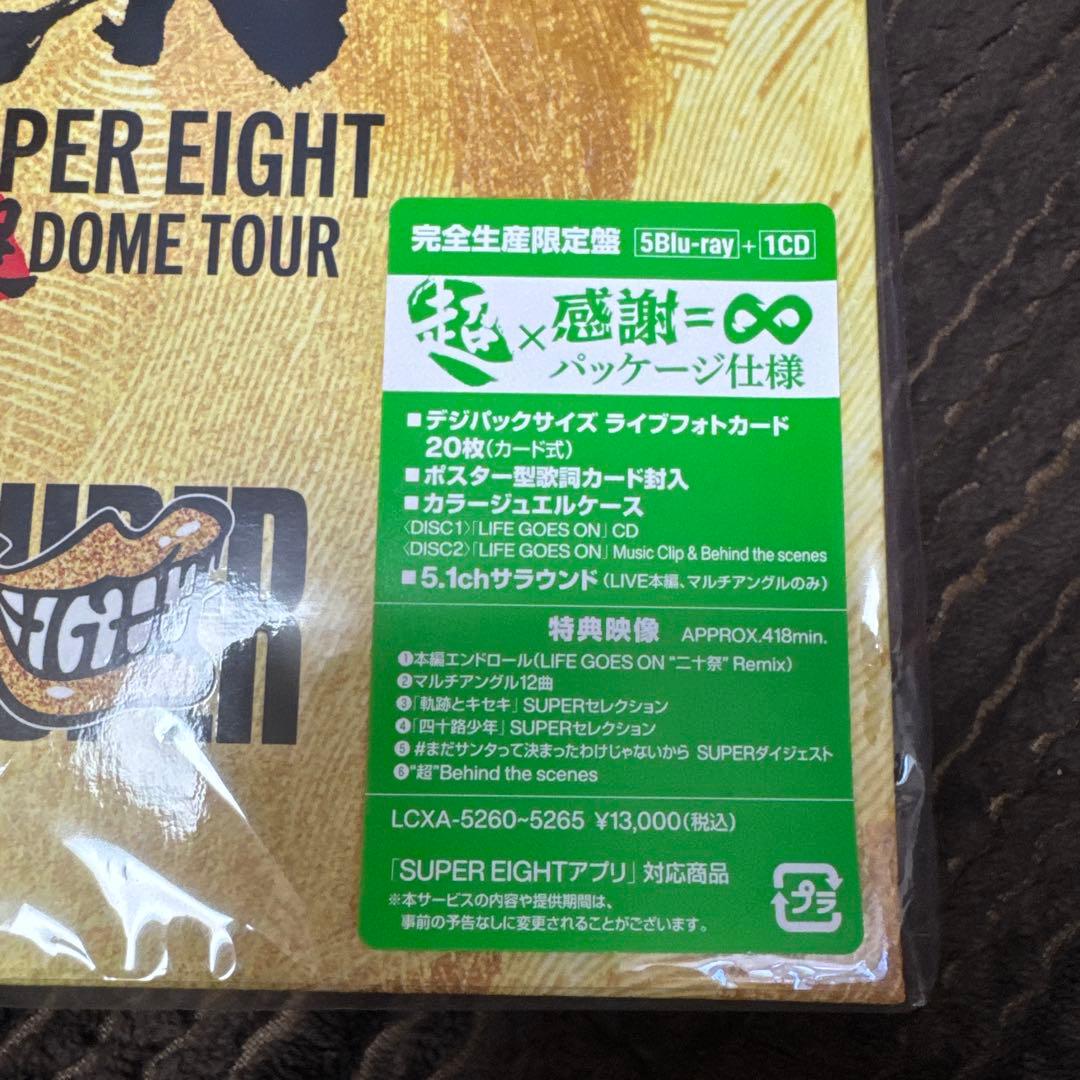 PER EIGHT
DOME TOUR
完全生産限定盤 5Blu-ray + 1CD
超×感謝=∞
パッケージ仕様
■デジパックサイズ ライブフォトカード
20枚(カード式)
■ポスター型歌詞カード封入
■カラージュエルケース
〈DISC1〉「LIFE GOES ON」CD
〈DISC2〉「LIFE GOES ON」Music Clip & Behind the scenes
■5.1chサラウンド(LIVE本編、マルチアングルのみ)
特典映像 APPROX.418min.
❶本編エンドロール(LIFE GOES ON “二十祭” Remix)
❷マルチアングル12曲
❸「軌跡とキセキ」SUPERセレクション
❹「四十路少年」SUPERセレクション
❺#まだサンタって決まったわけじゃないから SUPERダイジェスト
❻“超”Behind the scenes
LCXA-5260~5265 ¥13,000(税込)
「SUPER EIGHTアプリ」対応商品
※本サービスの内容や提供期間は、
事前の予告なしに変更されることがございます。
プラ
SUPER
EIGHT